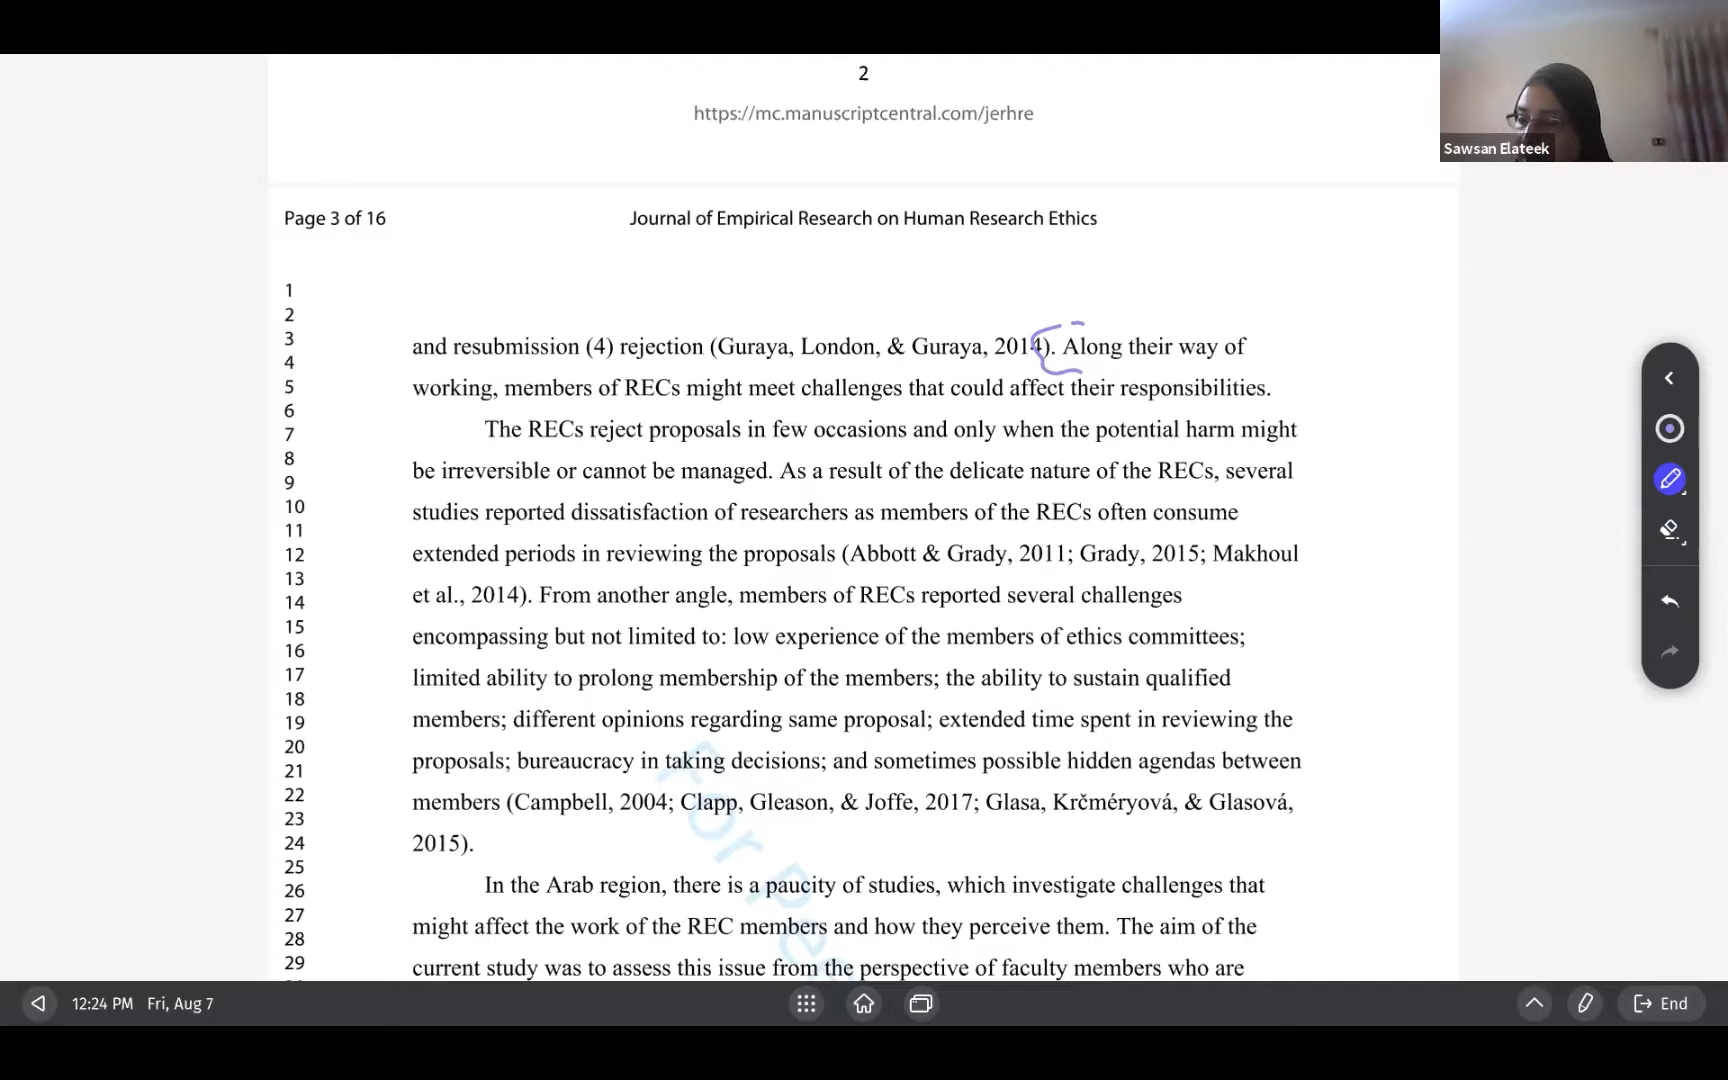 2
https://mc.manuscriptcentral.com/jerhre
Sawsan Elateek
Page 3 of 16
Journal of Empirical Research on Human Research Ethics
1
2
3
4
5
6
7
8
9
10
11
12
13
14
15
16
17
18
19
20
21
22
23
24
25
26
27
28
29
and resubmission (4) rejection (Guraya, London, & Guraya, 2014). Along their way of
working, members of RECs might meet challenges that could affect their responsibilities.
The RECs reject proposals in few occasions and only when the potential harm might
be irreversible or cannot be managed. As a result of the delicate nature of the RECs, several
studies reported dissatisfaction of researchers as members of the RECs often consume
extended periods in reviewing the proposals (Abbott & Grady, 2011; Grady, 2015; Makhoul
et al., 2014). From another angle, members of RECs reported several challenges
encompassing but not limited to: low experience of the members of ethics committees;
limited ability to prolong membership of the members; the ability to sustain qualified
members; different opinions regarding same proposal; extended time spent in reviewing the
proposals; bureaucracy in taking decisions; and sometimes possible hidden agendas between
members (Campbell, 2004; Clapp, Gleason, & Joffe, 2017; Glasa, Krčméryová, & Glasová,
2015).
In the Arab region, there is a paucity of studies, which investigate challenges that
might affect the work of the REC members and how they perceive them. The aim of the
current study was to assess this issue from the perspective of faculty members who are
For
12:24 PM Fri, Aug 7
End